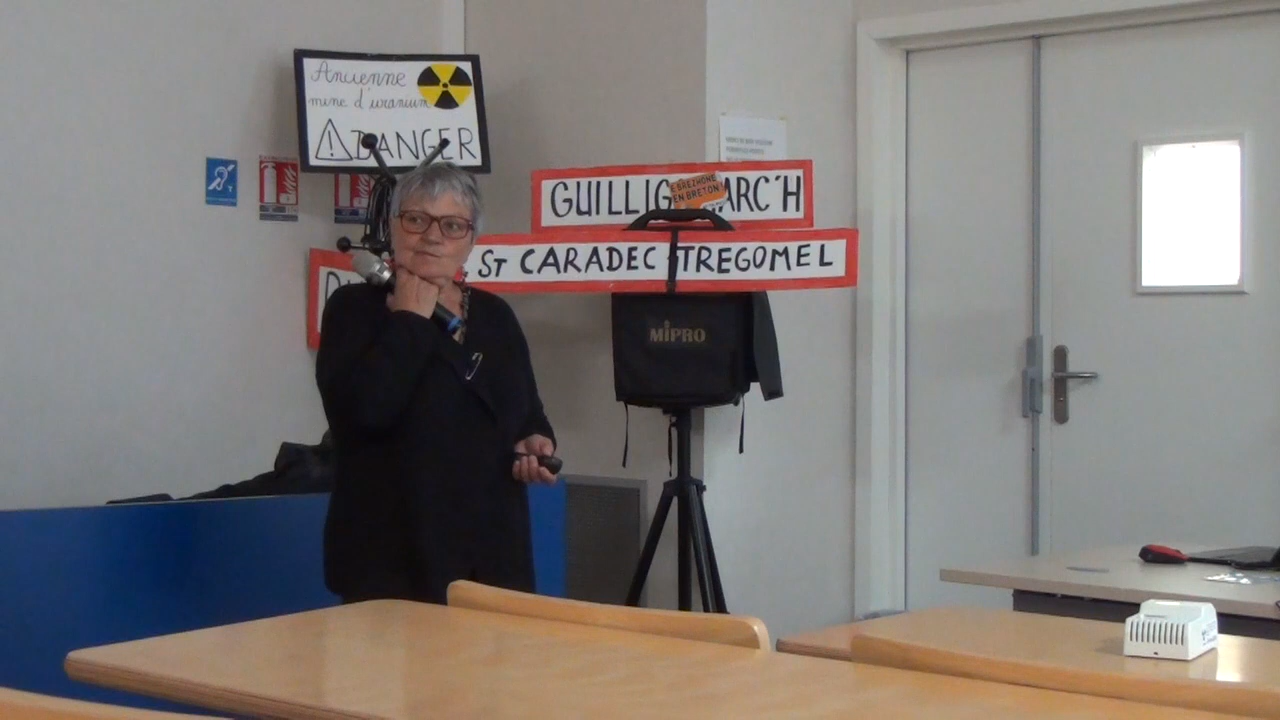 Ancienne
mine d'uranium
DANGER
GUILLIG ARC'H
E BREZHONEG
EN BRETON!
ST CARADEC TREGOMEL
MIPRO